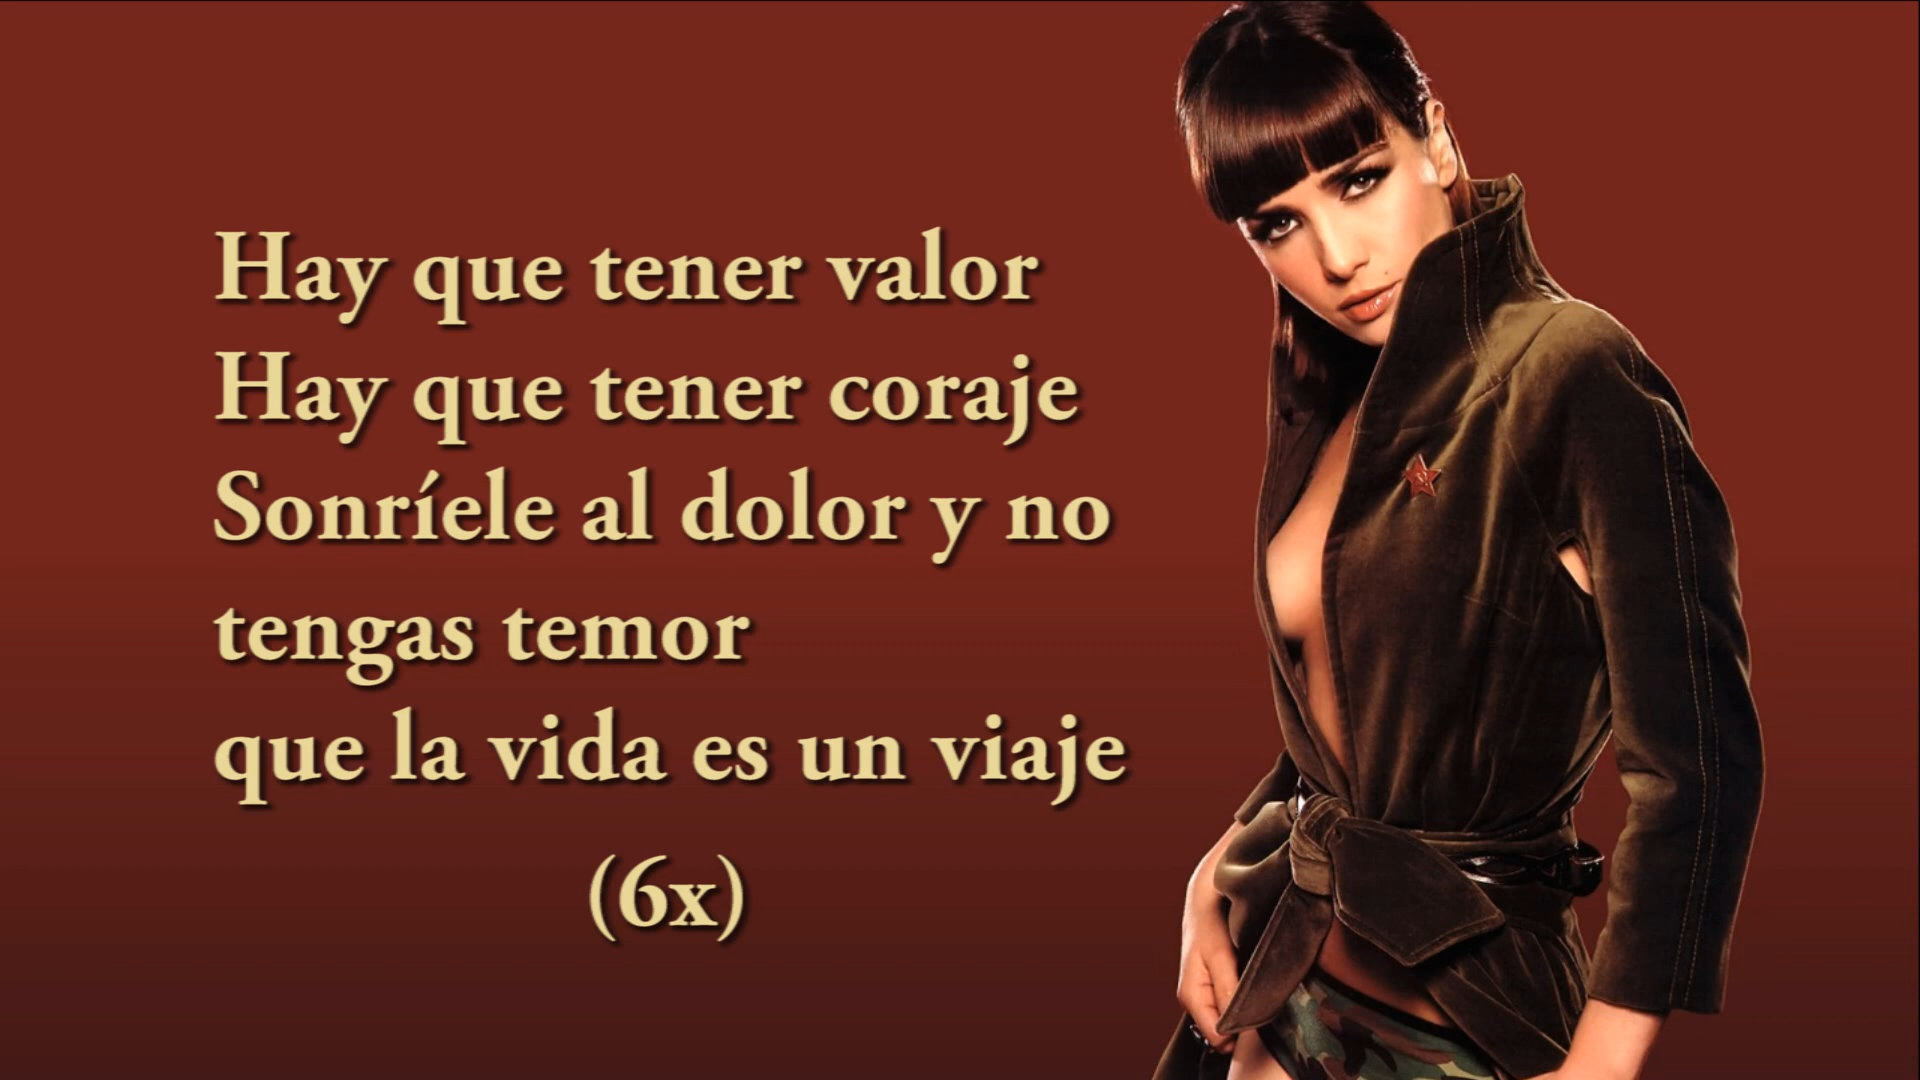 Hay que tener valor
Hay que tener coraje
Sonríele al dolor y no
tengas temor
que la vida es un viaje
(6x)